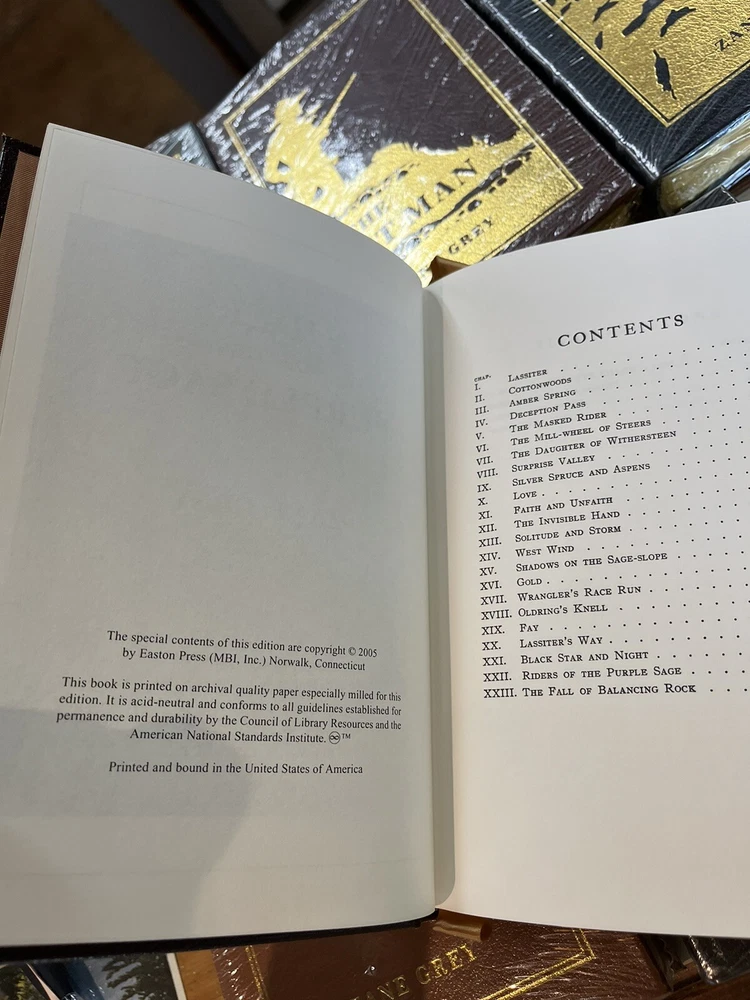 ZAN
THE
T MAN
GREY
The special contents of this edition are copyright © 2005
by Easton Press (MBI, Inc.) Norwalk, Connecticut
This book is printed on archival quality paper especially milled for this
edition. It is acid-neutral and conforms to all guidelines established for
permanence and durability by the Council of Library Resources and the
American National Standards Institute. ♾™
Printed and bound in the United States of America
CONTENTS
CHAP.
I. LASSITER
II. COTTONWOODS
III. AMBER SPRING
IV. DECEPTION PASS
V. THE MASKED RIDER
VI. THE MILL-WHEEL OF STEERS
VII. THE DAUGHTER OF WITHERSTEEN
VIII. SURPRISE VALLEY
IX. SILVER SPRUCE AND ASPENS
X. LOVE
XI. FAITH AND UNFAITH
XII. THE INVISIBLE HAND
XIII. SOLITUDE AND STORM
XIV. WEST WIND
XV. SHADOWS ON THE SAGE-SLOPE
XVI. GOLD
XVII. WRANGLER'S RACE RUN
XVIII. OLDRING'S KNELL
XIX. FAY
XX. LASSITER'S WAY
XXI. BLACK STAR AND NIGHT
XXII. RIDERS OF THE PURPLE SAGE
XXIII. THE FALL OF BALANCING ROCK
ZANE GREY